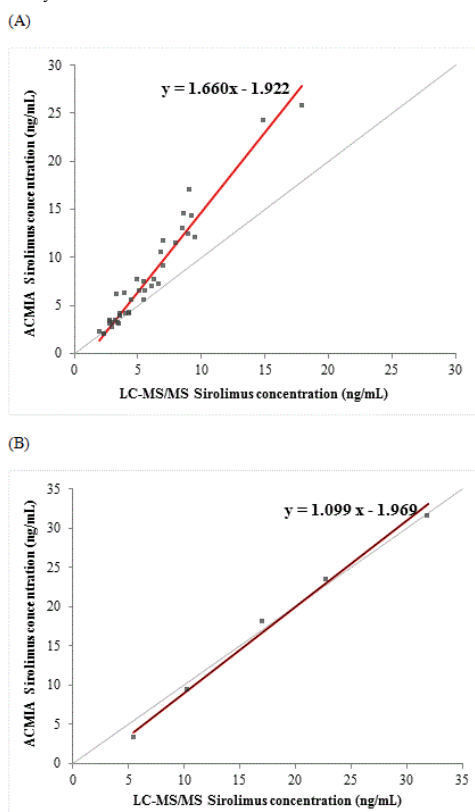 (A)
30
25
20
15
10
5
0
ACMIA Sirolimus concentration (ng/mL)
y = 1.660x - 1.922
0 5 10 15 20 25 30
LC-MS/MS Sirolimus concentration (ng/mL)
(B)
35
30
25
20
15
10
5
0
ACMIA Sirolimus concentration (ng/mL)
y = 1.099 x - 1.969
0 5 10 15 20 25 30 35
LC-MS/MS Sirolimus concentration (ng/mL)